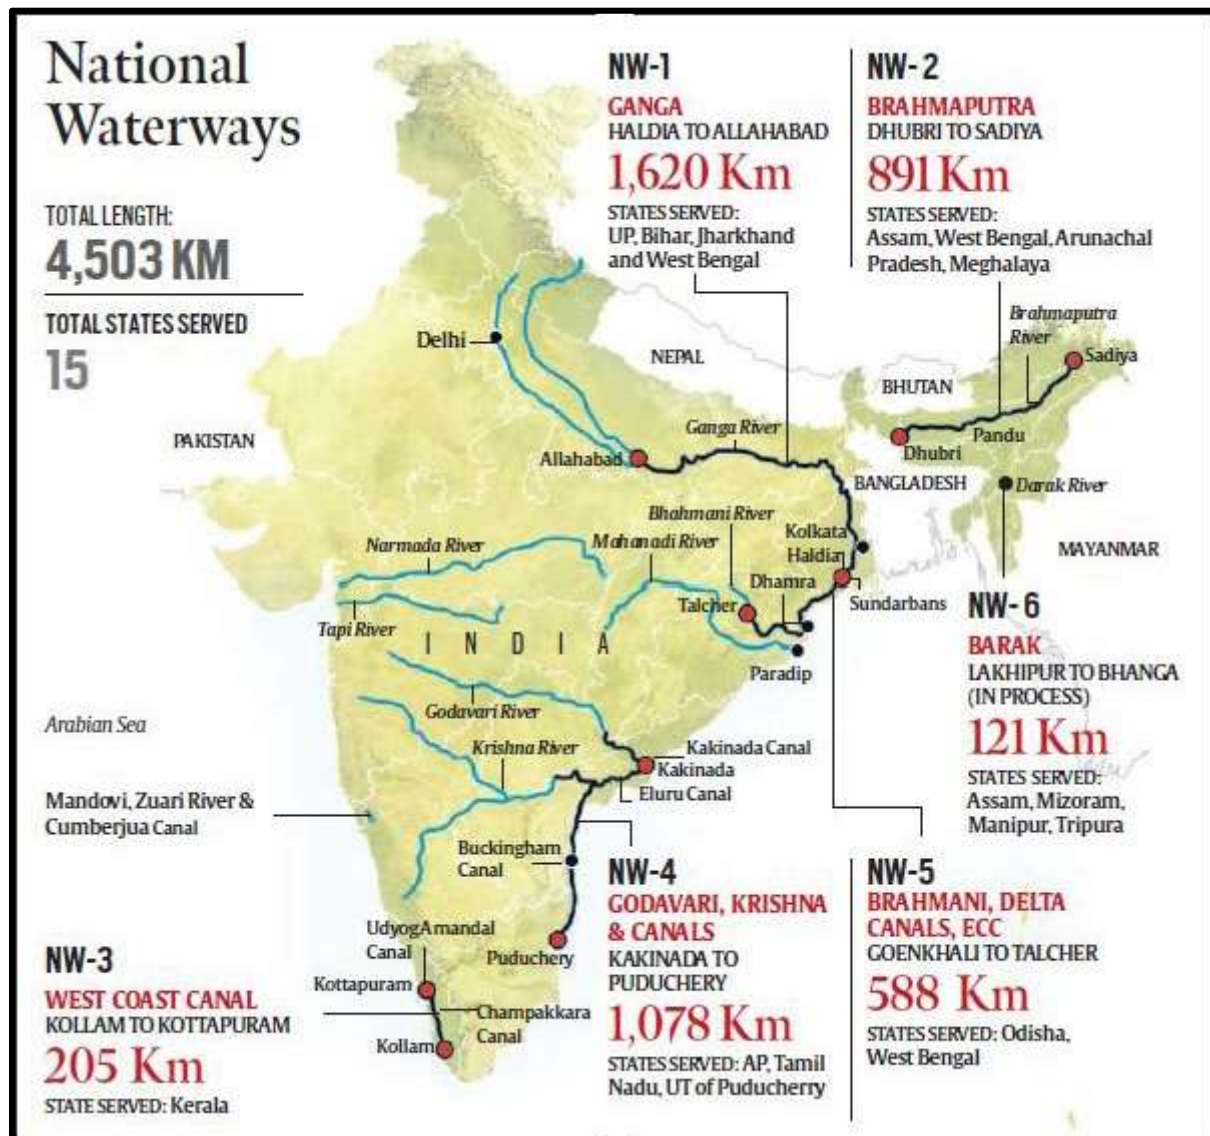 National
Waterways
TOTAL LENGTH:
4,503 KM
TOTAL STATES SERVED
15
NW-1
GANGA
HALDIA TO ALLAHABAD
1,620 Km
STATES SERVED:
UP, Bihar, Jharkhand
and West Bengal
NW-2
BRAHMAPUTRA
DHUBRI TO SADIYA
891 Km
STATES SERVED:
Assam, West Bengal, Arunachal
Pradesh, Meghalaya
Brahmaputra
River
Sadiya
Delhi
NEPAL
BHUTAN
PAKISTAN
Ganga River
Pandu
Dhubri
Allahabad
BANGLADESH
Darak River
Bhahmani River
Mahanadi River
Narmada River
Kolkata
Haldia
MAYANMAR
Dhamra
Talcher
Sundarbans
Tapi River
INDIA
Paradip
NW-6
BARAK
LAKHIPUR TO BHANGA
(IN PROCESS)
121 Km
STATES SERVED:
Assam, Mizoram,
Manipur, Tripura
Arabian Sea
Godavari River
Krishna River
Kakinada Canal
Kakinada
Eluru Canal
Mandovi, Zuari River &
Cumberjua Canal
Buckingham
Canal
UdyogAmandal
Canal
Puduchery
Kottapuram
Champakkara
Canal
Kollam
NW-3
WEST COAST CANAL
KOLLAM TO KOTTAPURAM
205 Km
STATE SERVED: Kerala
NW-4
GODAVARI, KRISHNA
& CANALS
KAKINADA TO
PUDUCHERY
1,078 Km
STATES SERVED: AP, Tamil
Nadu, UT of Puducherry
NW-5
BRAHMANI, DELTA
CANALS, ECC
GOENKHALI TO TALCHER
588 Km
STATES SERVED: Odisha,
West Bengal